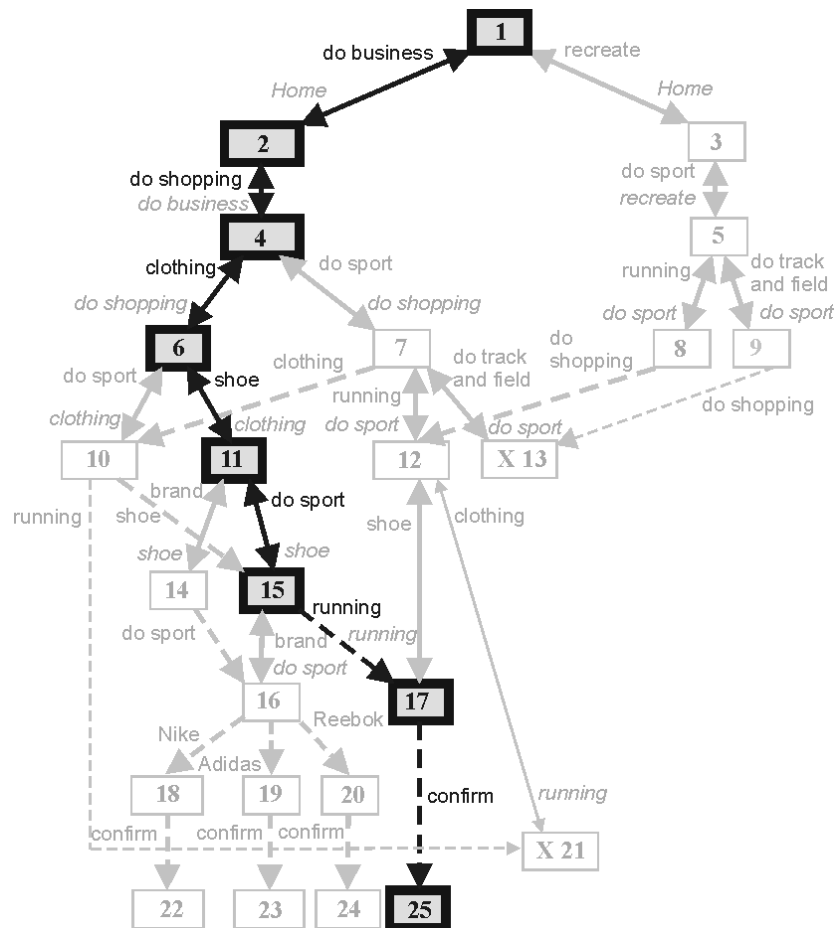 1
do business
recreate
Home
Home
2
3
do shopping
do sport
do business
recreate
4
5
clothing
do sport
running
do track
and field
do shopping
do shopping
do sport
do sport
6
7
8
9
do sport
shoe
clothing
running
do track
and field
do
shopping
do shopping
clothing
clothing
do sport
do sport
10
11
12
X 13
running
shoe
brand
do sport
shoe
clothing
shoe
shoe
14
15
running
do sport
brand
running
do sport
16
17
Nike
Adidas
Reebok
18
19
20
confirm
running
confirm
confirm
confirm
X 21
22
23
24
25